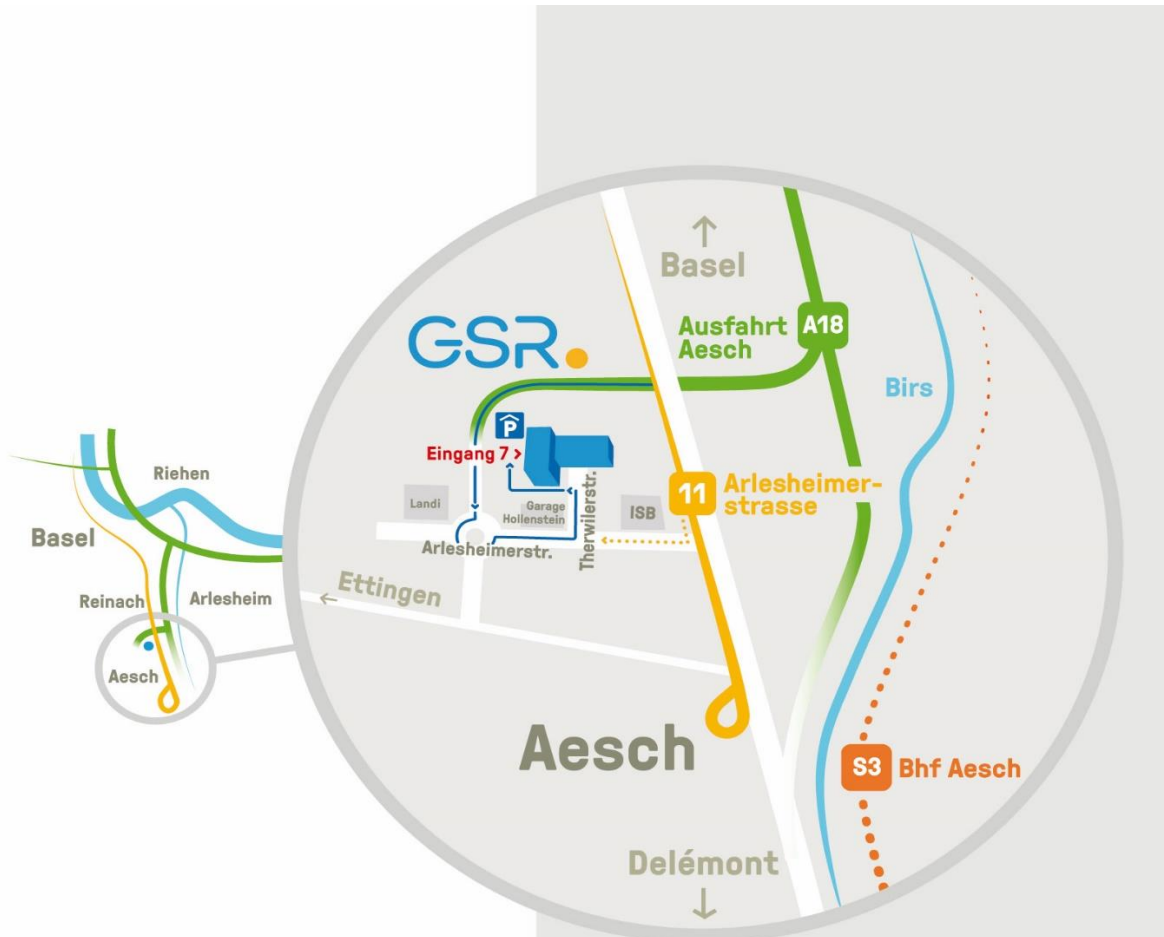 Riehen
Basel
Reinach
Arlesheim
Aesch
↑
Basel
Ausfahrt
Aesch
A18
GSR.
Birs
P
Eingang 7 >
11
Arlesheimer-
strasse
Landi
Garage
Hollenstein
ISB
Therwilerstr.
Arlesheimerstr.
Ettingen
←
Aesch
S3 Bhf Aesch
Delémont
↓